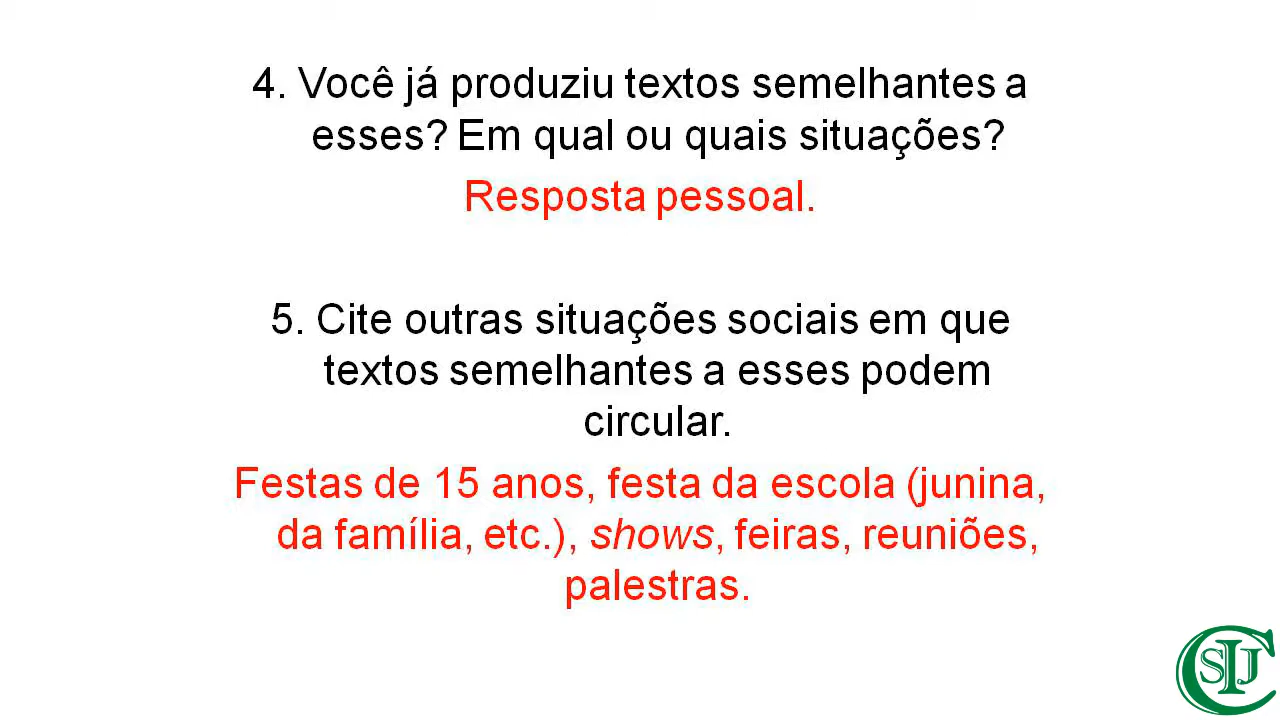 4. Você já produziu textos semelhantes a
esses? Em qual ou quais situações?
Resposta pessoal.
5. Cite outras situações sociais em que
textos semelhantes a esses podem
circular.
Festas de 15 anos, festa da escola (junina,
da família, etc.), shows, feiras, reuniões,
palestras.
CSIJ